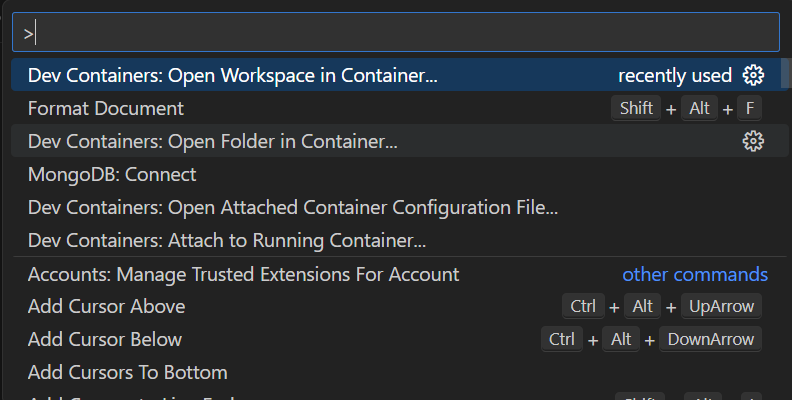 >
Dev Containers: Open Workspace in Container... recently used
Format Document Shift + Alt + F
Dev Containers: Open Folder in Container...
MongoDB: Connect
Dev Containers: Open Attached Container Configuration File...
Dev Containers: Attach to Running Container...
Accounts: Manage Trusted Extensions For Account other commands
Add Cursor Above Ctrl + Alt + UpArrow
Add Cursor Below Ctrl + Alt + DownArrow
Add Cursors To Bottom